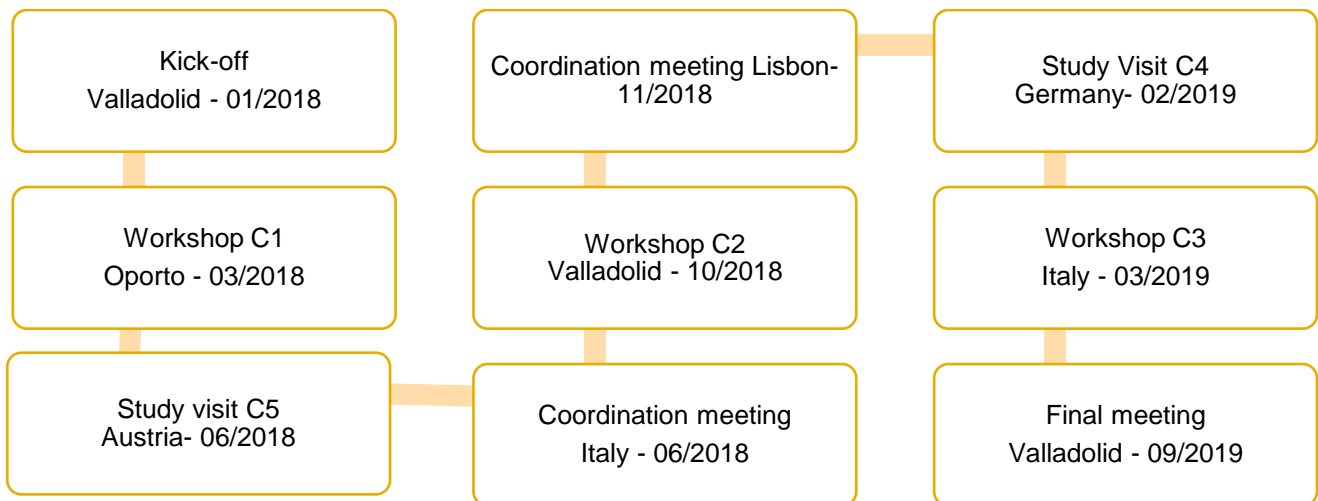 Kick-off
Valladolid - 01/2018
Workshop C1
Oporto - 03/2018
Study visit C5
Austria- 06/2018
Coordination meeting
Italy - 06/2018
Workshop C2
Valladolid - 10/2018
Coordination meeting Lisbon-
11/2018
Study Visit C4
Germany- 02/2019
Workshop C3
Italy - 03/2019
Final meeting
Valladolid - 09/2019